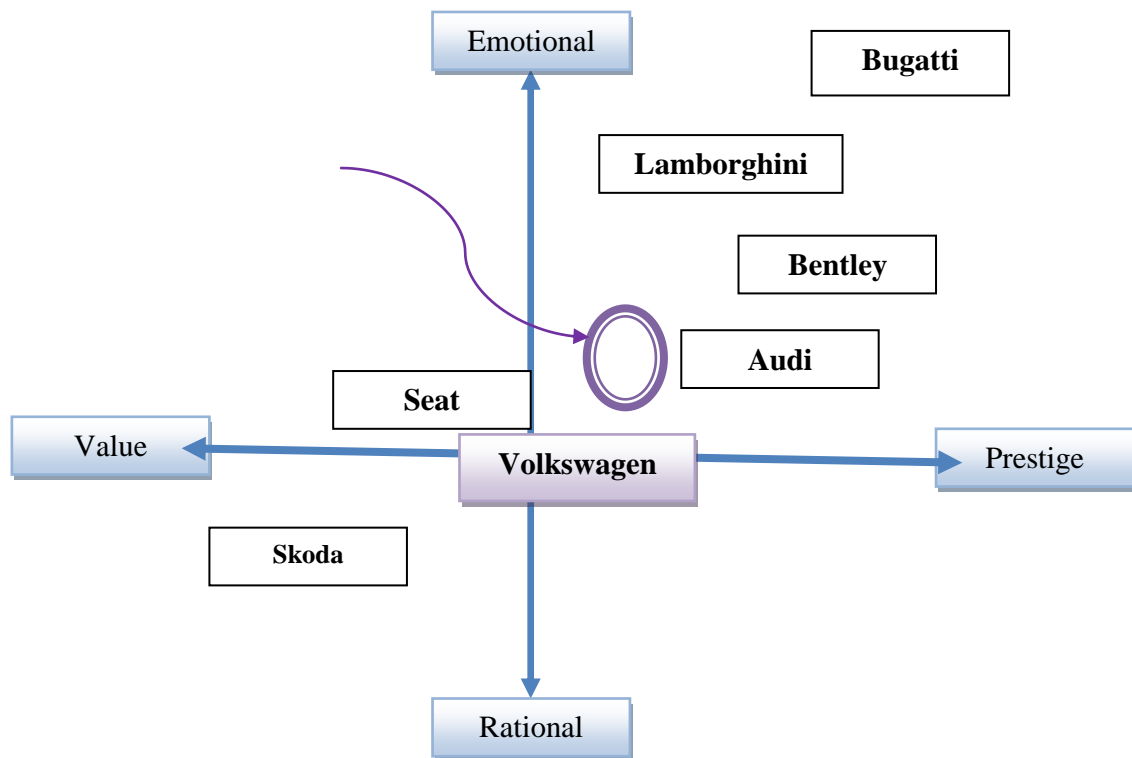 Emotional
Bugatti
Lamborghini
Bentley
Audi
Seat
Value
Volkswagen
Prestige
Skoda
Rational